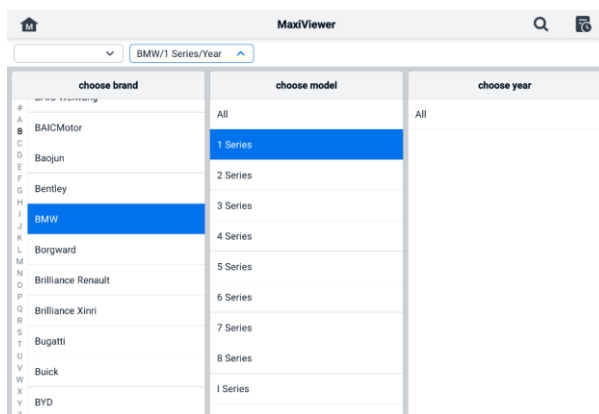 M
MaxiViewer
BMW/1 Series/Year
choose brand
choose model
choose year
#
A
B
C
D
E
F
G
H
I
J
K
L
M
N
O
P
Q
R
S
T
U
V
W
X
Y
BAICMotor
Baojun
Bentley
BMW
Borgward
Brilliance Renault
Brilliance Xinri
Bugatti
Buick
BYD
All
1 Series
2 Series
3 Series
4 Series
5 Series
6 Series
7 Series
8 Series
I Series
All